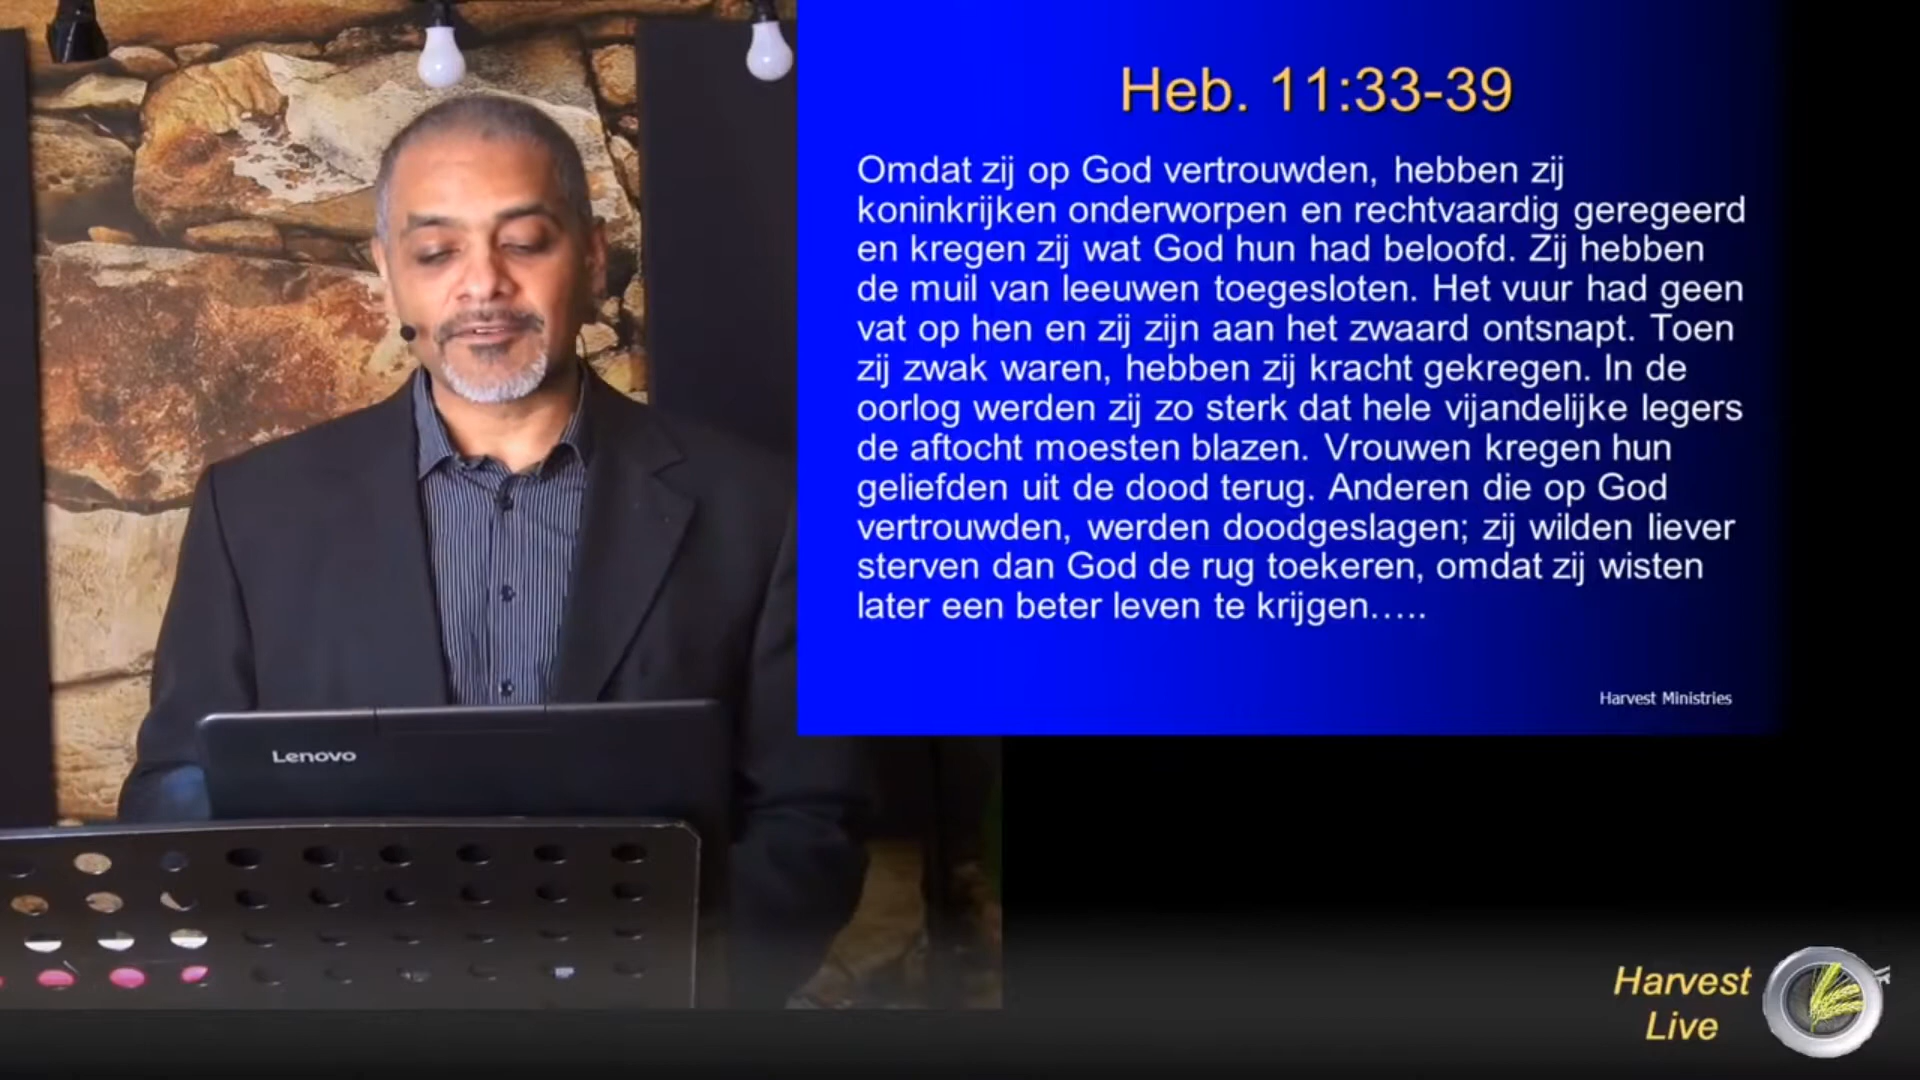 Heb. 11:33-39
Omdat zij op God vertrouwden, hebben zij
koninkrijken onderworpen en rechtvaardig geregeerd
en kregen zij wat God hun had beloofd. Zij hebben
de muil van leeuwen toegesloten. Het vuur had geen
vat op hen en zij zijn aan het zwaard ontsnapt. Toen
zij zwak waren, hebben zij kracht gekregen. In de
oorlog werden zij zo sterk dat hele vijandelijke legers
de aftocht moesten blazen. Vrouwen kregen hun
geliefden uit de dood terug. Anderen die op God
vertrouwden, werden doodgeslagen; zij wilden liever
sterven dan God de rug toekeren, omdat zij wisten
later een beter leven te krijgen.....
Harvest Ministries
Lenovo
Harvest
Live